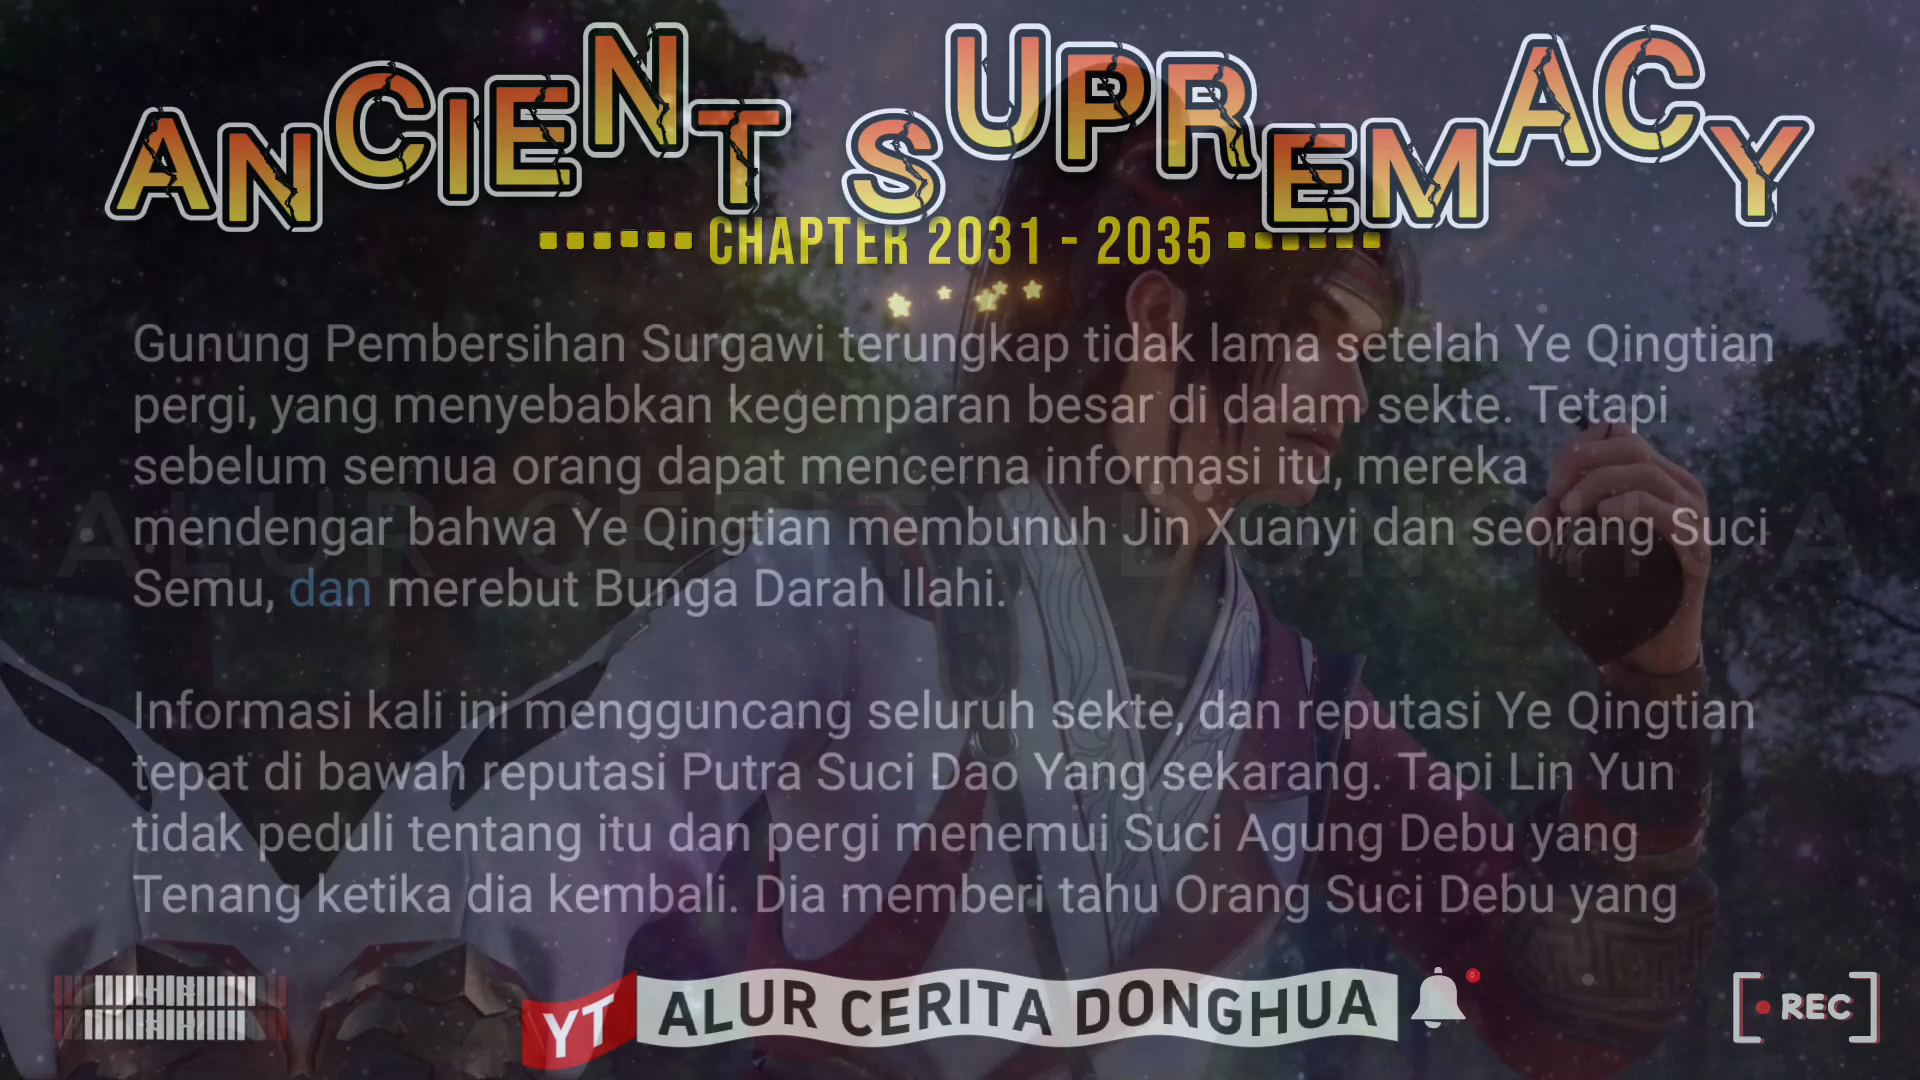 ANCIENT SUPREMACY
CHAPTER 2031 - 2035
Gunung Pembersihan Surgawi terungkap tidak lama setelah Ye Qingtian
pergi, yang menyebabkan kegemparan besar di dalam sekte. Tetapi
sebelum semua orang dapat mencerna informasi itu, mereka
mendengar bahwa Ye Qingtian membunuh Jin Xuanyi dan seorang Suci
Semu, dan merebut Bunga Darah Ilahi.
Informasi kali ini mengguncang seluruh sekte, dan reputasi Ye Qingtian
tepat di bawah reputasi Putra Suci Dao Yang sekarang. Tapi Lin Yun
tidak peduli tentang itu dan pergi menemui Suci Agung Debu yang
Tenang ketika dia kembali. Dia memberi tahu Orang Suci Debu yang
ALUR CERITA DONGHUA
YT ALUR CERITA DONGHUA
REC